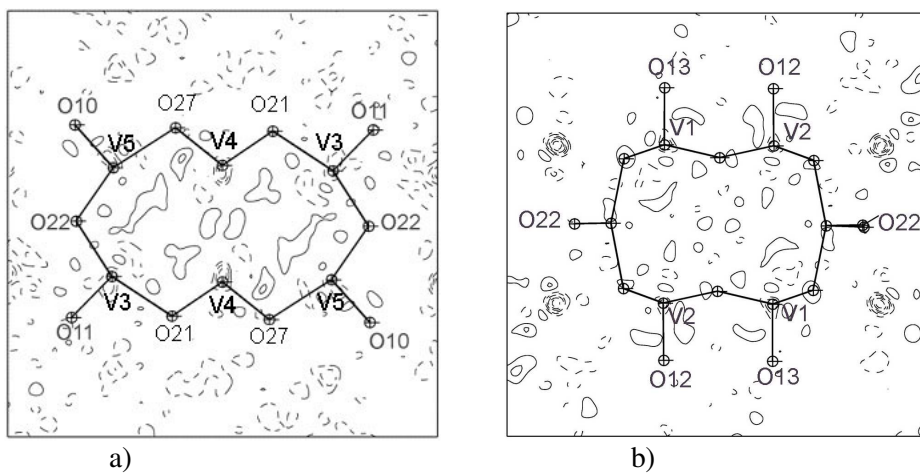 O13 O12
O10 O27 O21 O11
V5 V4 V3
V1 V2
O22 O22
O22 O22
V3 V4 V5
V2 V1
O11 O21 O27 O10
O12 O13
a) b)